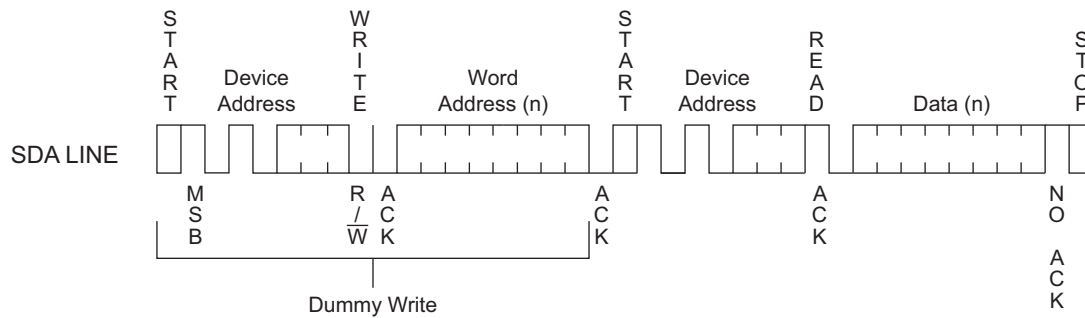 START
WRITE
START
READ
STOP
Device
Address
Word
Address (n)
Device
Address
Data (n)
SDA LINE
MSB
R/W
ACK
ACK
ACK
NO ACK
Dummy Write